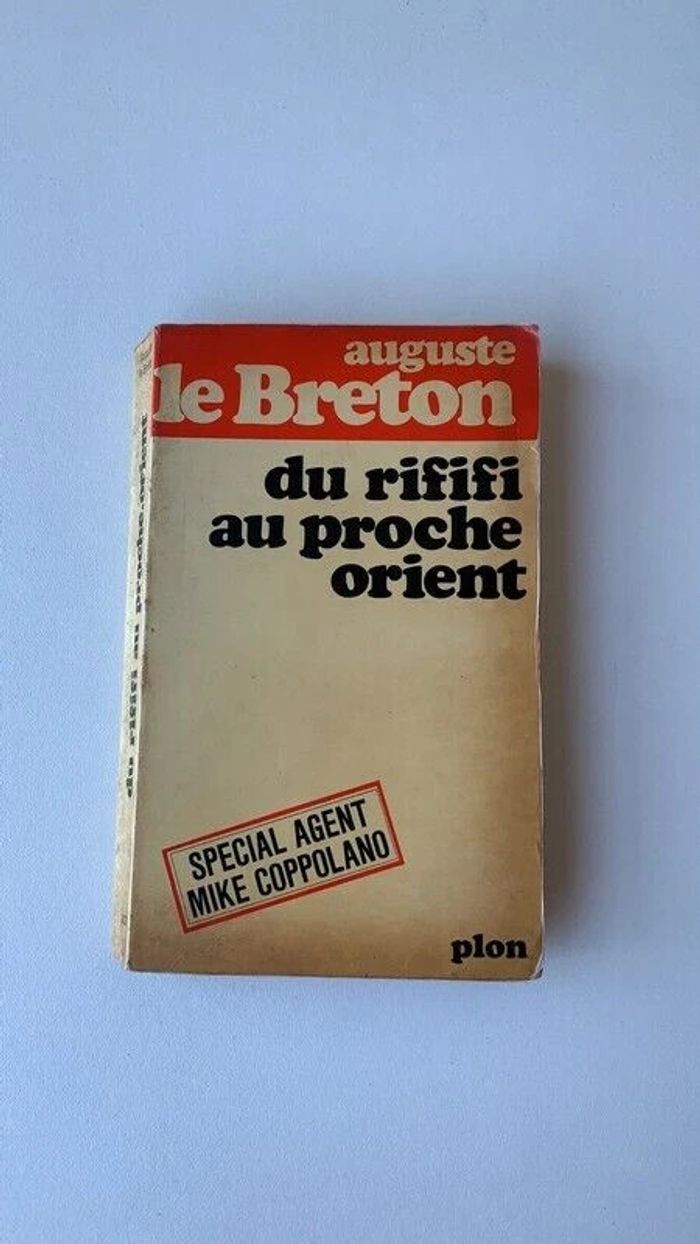 auguste
le Breton
du rififi
au proche
orient
SPECIAL AGENT
MIKE COPPOLANO
plon
du rififi au proche-orient